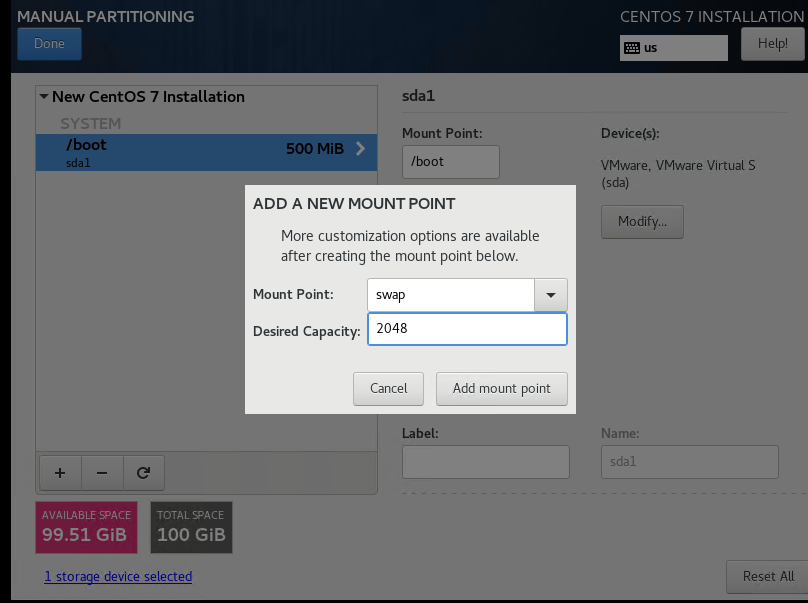 MANUAL PARTITIONING
CENTOS 7 INSTALLATION
Done
us
Help!
New CentOS 7 Installation
SYSTEM
/boot
500 MiB
sda1
sda1
Mount Point:
/boot
Device(s):
VMware, VMware Virtual S
(sda)
Modify...
ADD A NEW MOUNT POINT
More customization options are available
after creating the mount point below.
Mount Point:
swap
Desired Capacity:
2048
Cancel
Add mount point
Label:
Name:
sda1
+
−
AVAILABLE SPACE
99.51 GiB
TOTAL SPACE
100 GiB
1 storage device selected
Reset All